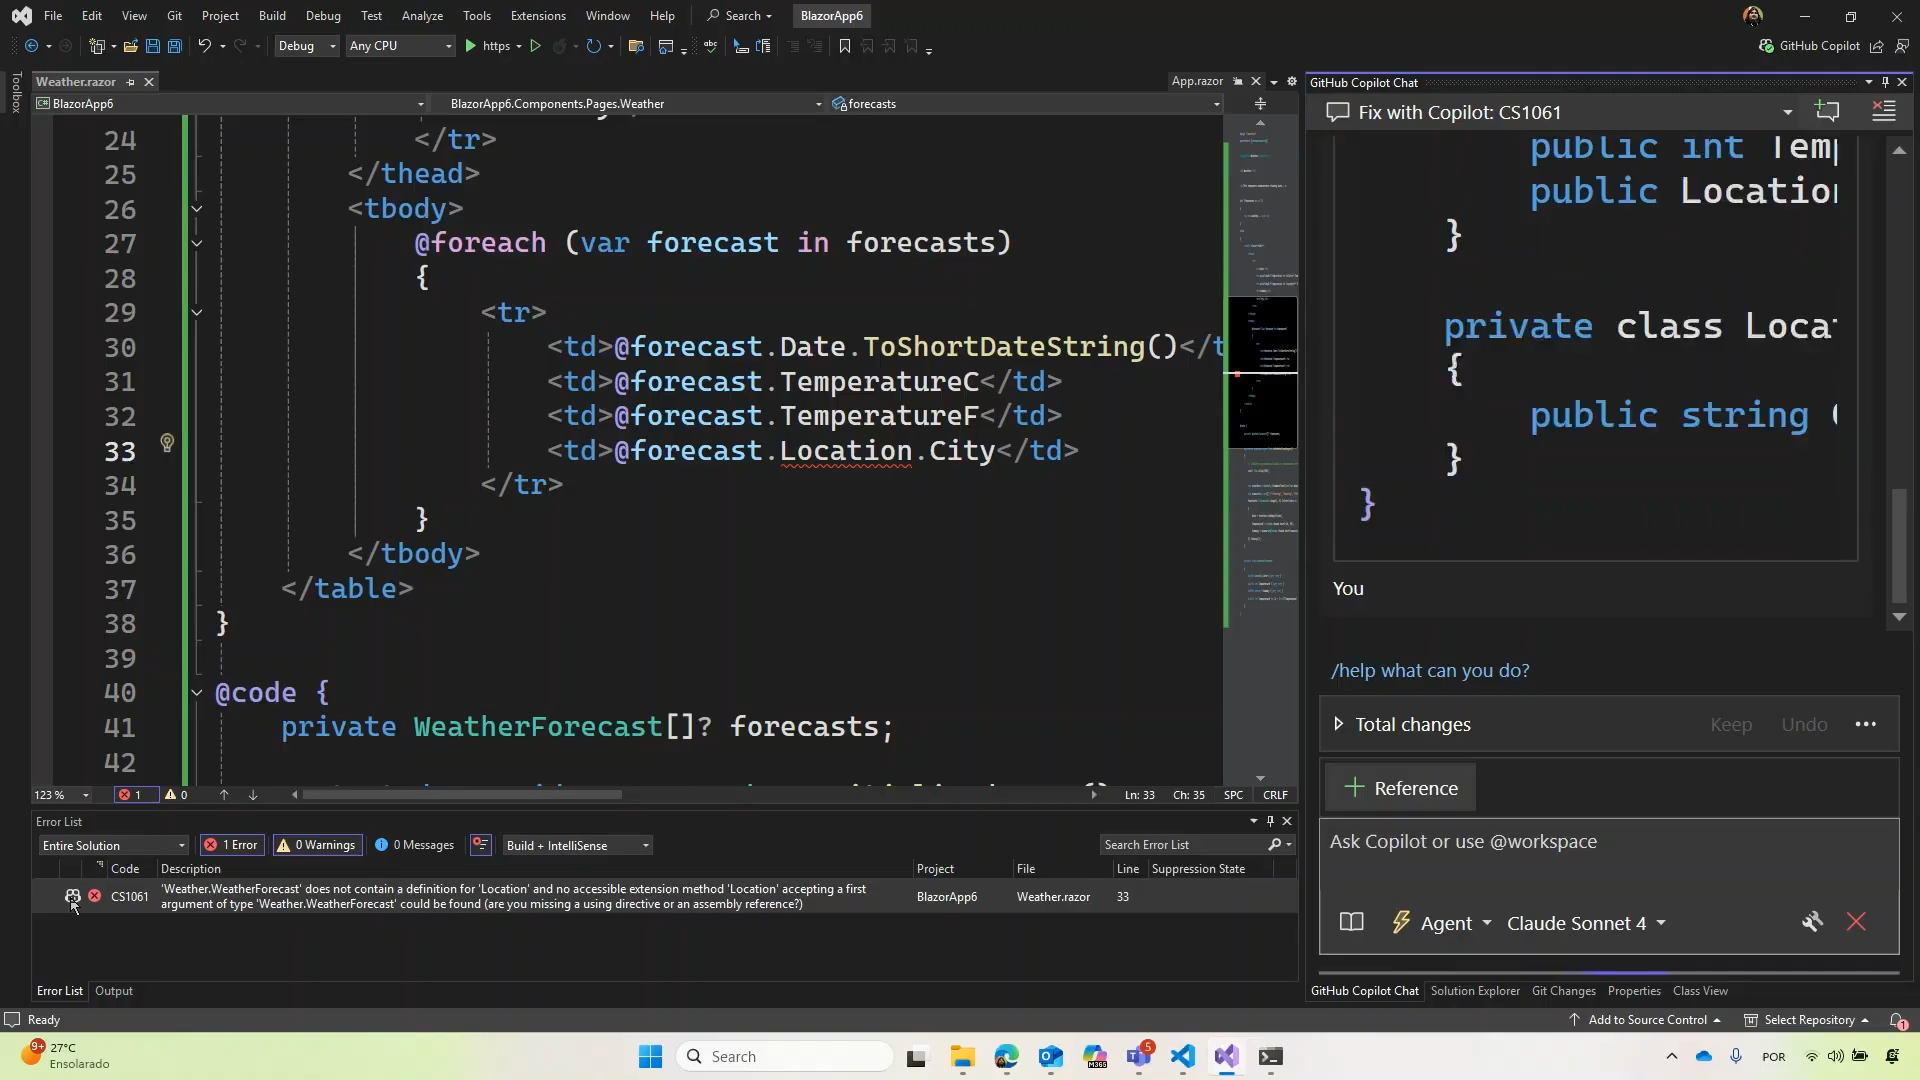 File Edit View Git Project Build Debug Test Analyze Tools Extensions Window Help Search BlazorApp6
Debug Any CPU https GitHub Copilot
Toolbox
Weather.razor App.razor
BlazorApp6 BlazorApp6.Components.Pages.Weather forecasts
24 </tr>
25 </thead>
26 <tbody>
27 @foreach (var forecast in forecasts)
28 {
29 <tr>
30 <td>@forecast.Date.ToShortDateString()</t
31 <td>@forecast.TemperatureC</td>
32 <td>@forecast.TemperatureF</td>
33 <td>@forecast.Location.City</td>
34 </tr>
35 }
36 </tbody>
37 </table>
38 }
39
40 @code {
41 private WeatherForecast[]? forecasts;
42
123 % 1 0 Ln: 33 Ch: 35 SPC CRLF
Error List
Entire Solution 1 Error 0 Warnings 0 Messages Build + IntelliSense Search Error List
Code Description Project File Line Suppression State
CS1061 'Weather.WeatherForecast' does not contain a definition for 'Location' and no accessible extension method 'Location' accepting a first
argument of type 'Weather.WeatherForecast' could be found (are you missing a using directive or an assembly reference?) BlazorApp6 Weather.razor 33
Error List Output
GitHub Copilot Chat
Fix with Copilot: CS1061
public int Temp
public Location
}
private class Loca
{
public string
}
}
You
/help what can you do?
Total changes Keep Undo
Reference
Ask Copilot or use @workspace
Agent Claude Sonnet 4
GitHub Copilot Chat Solution Explorer Git Changes Properties Class View
Ready Add to Source Control Select Repository 1
9+ 27°C
Ensolarado
Search
M365
5
POR